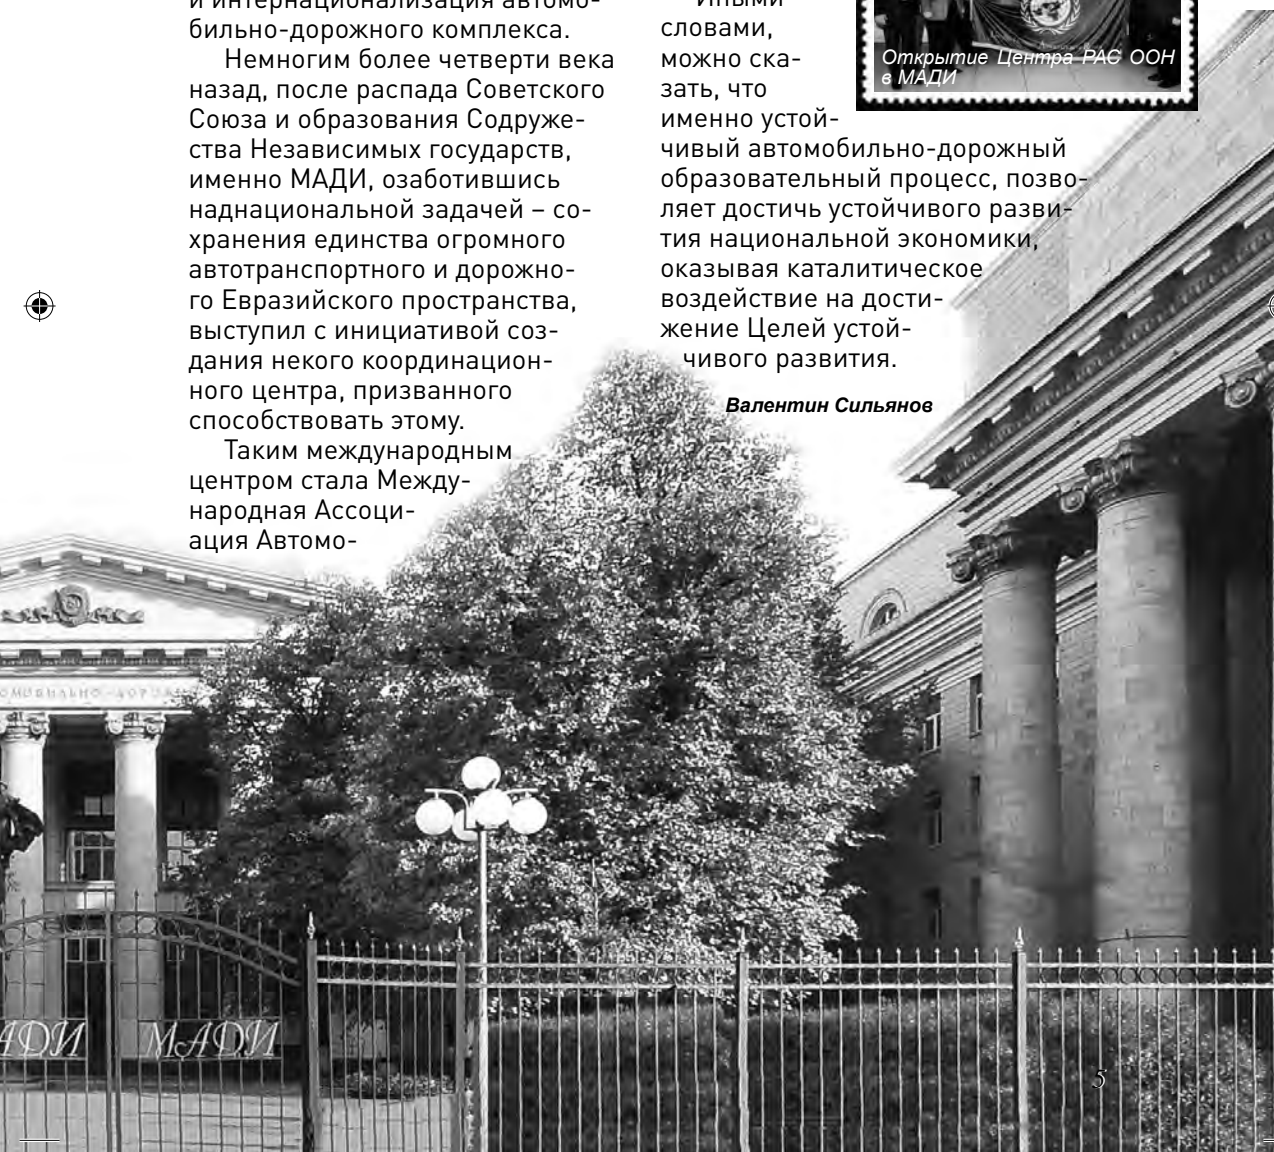 и интернационализация автомо-
бильно-дорожного комплекса.
Немногим более четверти века
назад, после распада Советского
Союза и образования Содруже-
ства Независимых государств,
именно МАДИ, озаботившись
наднациональной задачей – со-
хранения единства огромного
автотранспортного и дорожно-
го Евразийского пространства,
выступил с инициативой соз-
дания некого координацион-
ного центра, призванного
способствовать этому.
Таким международным
центром стала Между-
народная Ассоци-
ация Автомо-
Иными
словами,
можно ска-
зать, что
именно устой-
чивый автомобильно-дорожный
образовательный процесс, позво-
ляет достичь устойчивого разви-
тия национальной экономики,
оказывая каталитическое
воздействие на дости-
жение Целей устой-
чивого развития.
Валентин Сильянов
Открытие Центра РАС ООН
в МАДИ
МАДИ
5